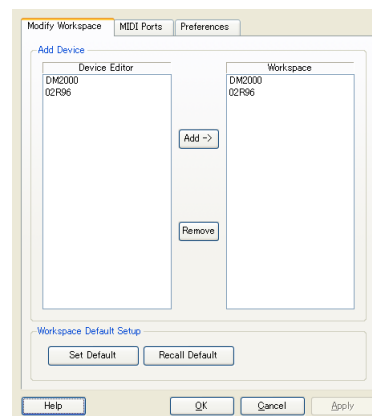 Modify Workspace MIDI Ports Preferences
Add Device
Device Editor Workspace
DM2000 DM2000
02R96 02R96
Add ->
Remove
Workspace Default Setup
Set Default Recall Default
Help OK Cancel Apply